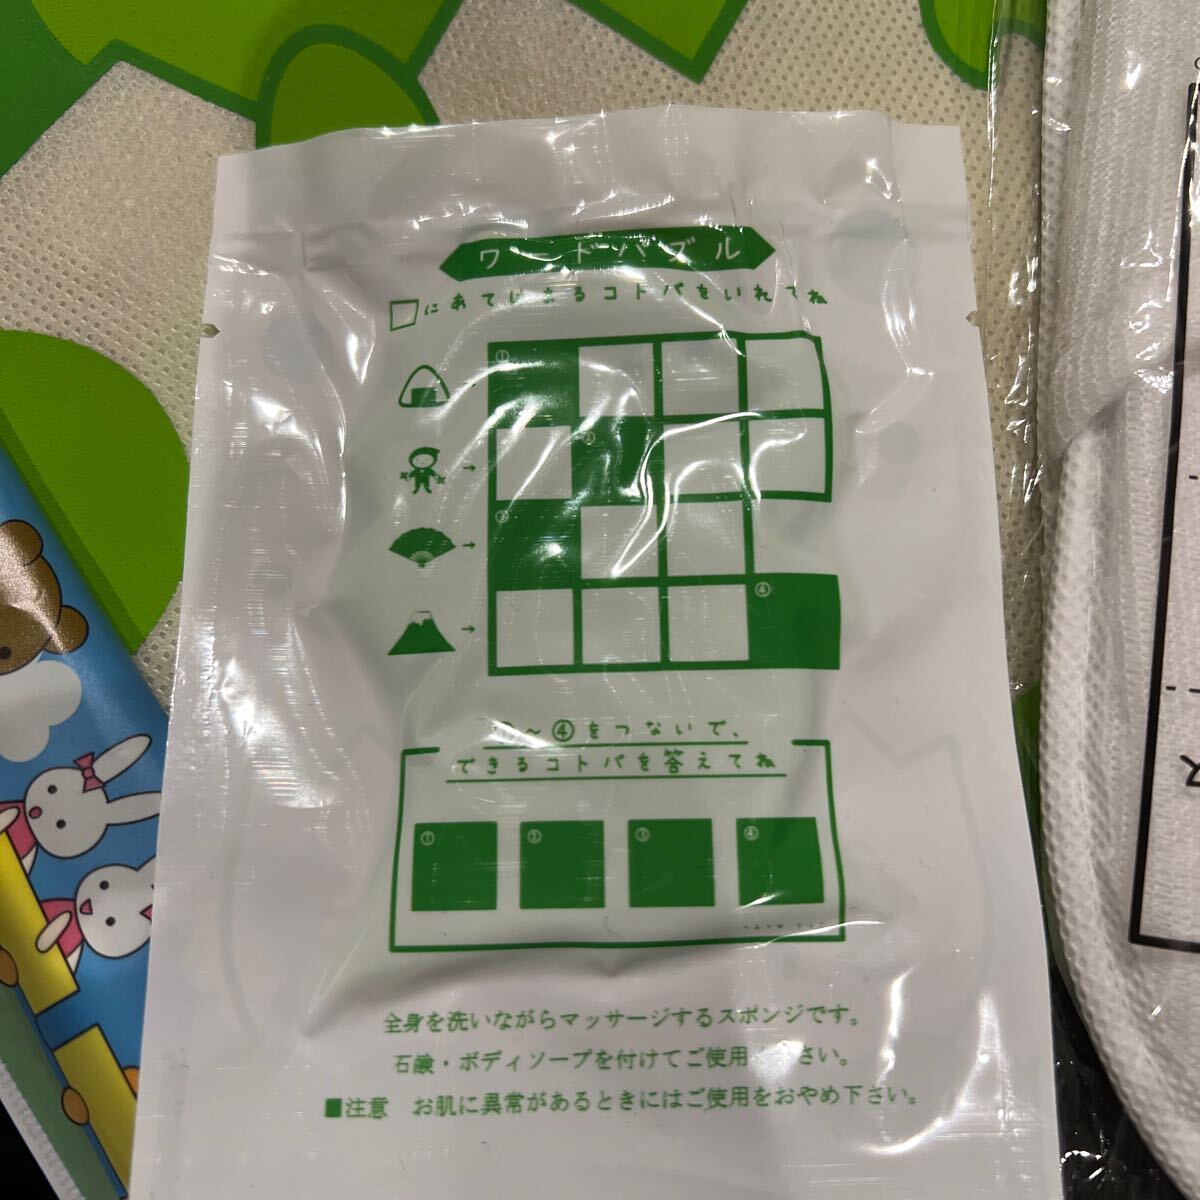 ワードパズル
□にあてはまるコトバをいれてね
①
②
③
④
①～④をつないで、
できるコトバを答えてね
① ② ③ ④
全身を洗いながらマッサージするスポンジです。
石鹸・ボディソープを付けてご使用ください。
■注意 お肌に異常があるときにはご使用をおやめ下さい。